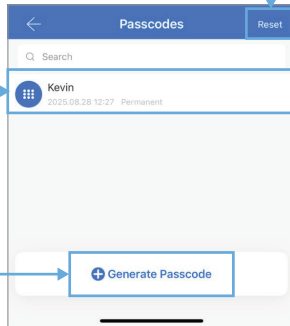 Passcodes
Reset
Search
Kevin
2025.08.28 12:27 Permanent
Generate Passcode